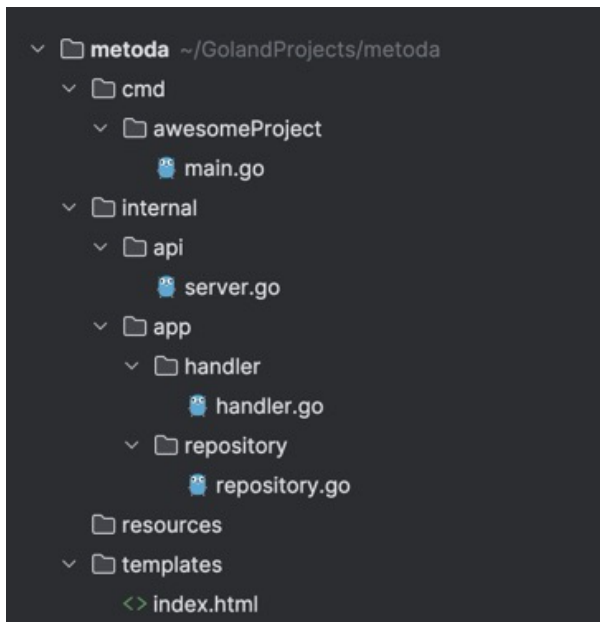 metoda ~/GolandProjects/metoda
cmd
awesomeProject
main.go
internal
api
server.go
app
handler
handler.go
repository
repository.go
resources
templates
<> index.html